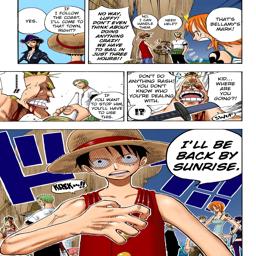 THAT'S
BELLAMY'S
MARK!
NEED
HELP?
I
CAN
HANDLE
THEM.
NO WAY,
LUFFY!
DON'T EVEN
THINK ABOUT
DOING
ANYTHING
CRAZY!
WE HAVE
TO SAIL
IN JUST
THREE
HOURS!!
IF I
FOLLOW
THE COAST,
I'LL COME
TO THAT
TOWN,
RIGHT?
YES.
KID...
WHERE
ARE YOU
GOING?!
DON'T DO
ANYTHING
RASH! YOU
DON'T KNOW
WHO YOU'RE
DEALING
WITH.
!?
IF YOU
WANT TO
STOP HIM,
YOU'LL HAVE
TO USE
THIS.
I'LL BE
BACK BY
SUNRISE.